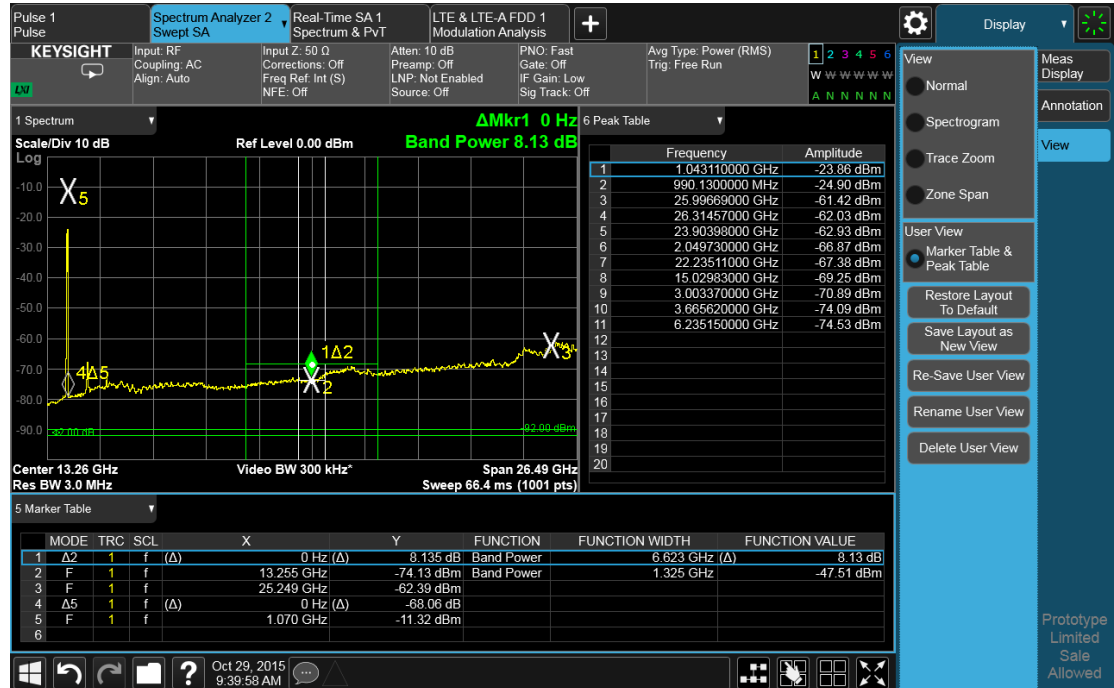 Pulse 1
Pulse
Spectrum Analyzer 2
Swept SA
Real-Time SA 1
Spectrum & PvT
LTE & LTE-A FDD 1
Modulation Analysis
Display
KEYSIGHT
LXI
Input: RF
Coupling: AC
Align: Auto
Input Z: 50 Ω
Corrections: Off
Freq Ref: Int (S)
NFE: Off
Atten: 10 dB
Preamp: Off
LNP: Not Enabled
Source: Off
PNO: Fast
Gate: Off
IF Gain: Low
Sig Track: Off
Avg Type: Power (RMS)
Trig: Free Run
1 2 3 4 5 6
W W W W W W
A N N N N N
1 Spectrum
Scale/Div 10 dB
Ref Level 0.00 dBm
ΔMkr1 0 Hz
Band Power 8.13 dB
Log
-10.0
-20.0
-30.0
-40.0
-50.0
-60.0
-70.0
-80.0
-90.0
5
4Δ5
1Δ2
2
3
-92.00 dBm
Center 13.26 GHz
Video BW 300 kHz*
Span 26.49 GHz
Res BW 3.0 MHz
Sweep 66.4 ms (1001 pts)
6 Peak Table
Frequency Amplitude
1 1.043110000 GHz -23.86 dBm
2 990.1300000 MHz -24.90 dBm
3 25.99669000 GHz -61.42 dBm
4 26.31457000 GHz -62.03 dBm
5 23.90398000 GHz -62.93 dBm
6 2.049730000 GHz -66.87 dBm
7 22.23511000 GHz -67.38 dBm
8 15.02983000 GHz -69.25 dBm
9 3.003370000 GHz -70.89 dBm
10 3.665620000 GHz -74.09 dBm
11 6.235150000 GHz -74.53 dBm
12
13
14
15
16
17
18
19
20
5 Marker Table
MODE TRC SCL X Y FUNCTION FUNCTION WIDTH FUNCTION VALUE
1 Δ2 1 f (Δ) 0 Hz (Δ) 8.135 dB Band Power 6.623 GHz (Δ) 8.13 dB
2 F 1 f 13.255 GHz -74.13 dBm Band Power 1.325 GHz -47.51 dBm
3 F 1 f 25.249 GHz -62.39 dBm
4 Δ5 1 f (Δ) 0 Hz (Δ) -68.06 dB
5 F 1 f 1.070 GHz -11.32 dBm
6
View
Normal
Spectrogram
Trace Zoom
Zone Span
User View
Marker Table &
Peak Table
Restore Layout
To Default
Save Layout as
New View
Re-Save User View
Rename User View
Delete User View
Meas
Display
Annotation
View
Prototype
Limited
Sale
Allowed
?
Oct 29, 2015
9:39:58 AM